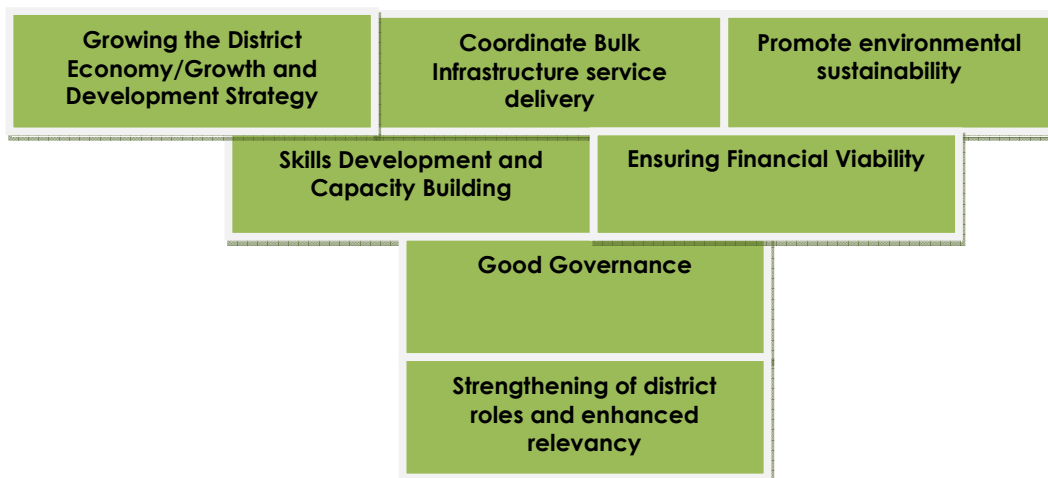 Growing the District
Economy/Growth and
Development Strategy
Coordinate Bulk
Infrastructure service
delivery
Promote environmental
sustainability
Skills Development and
Capacity Building
Ensuring Financial Viability
Good Governance
Strengthening of district
roles and enhanced
relevancy